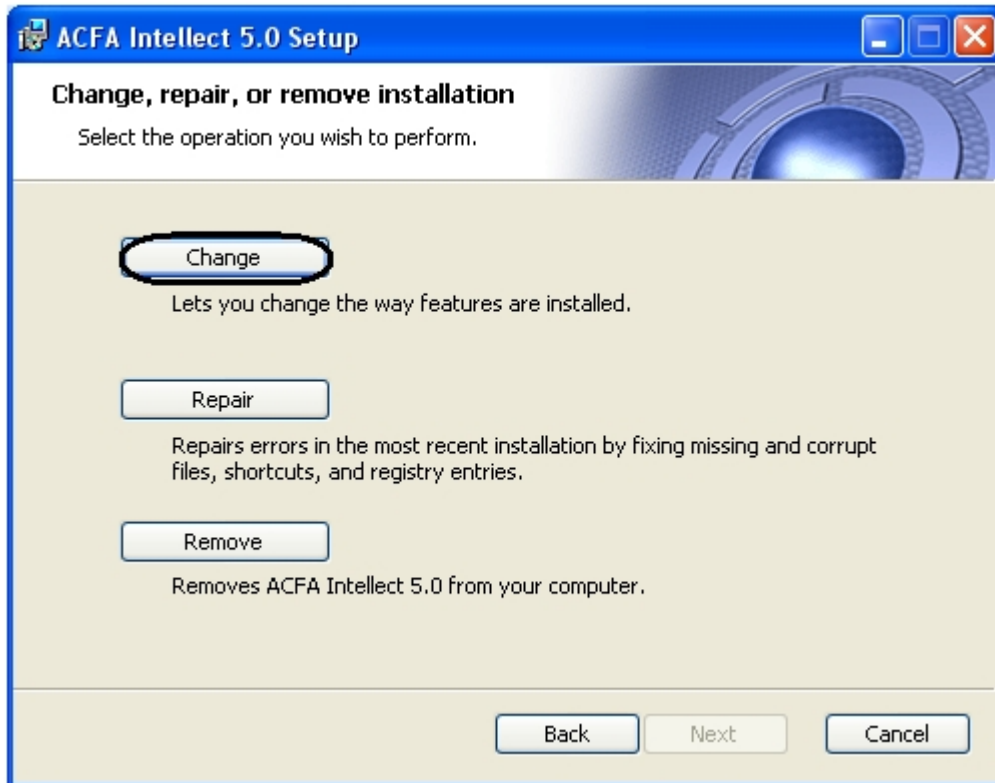 ACFA Intellect 5.0 Setup
Change, repair, or remove installation
Select the operation you wish to perform.
Change
Lets you change the way features are installed.
Repair
Repairs errors in the most recent installation by fixing missing and corrupt
files, shortcuts, and registry entries.
Remove
Removes ACFA Intellect 5.0 from your computer.
Back
Next
Cancel